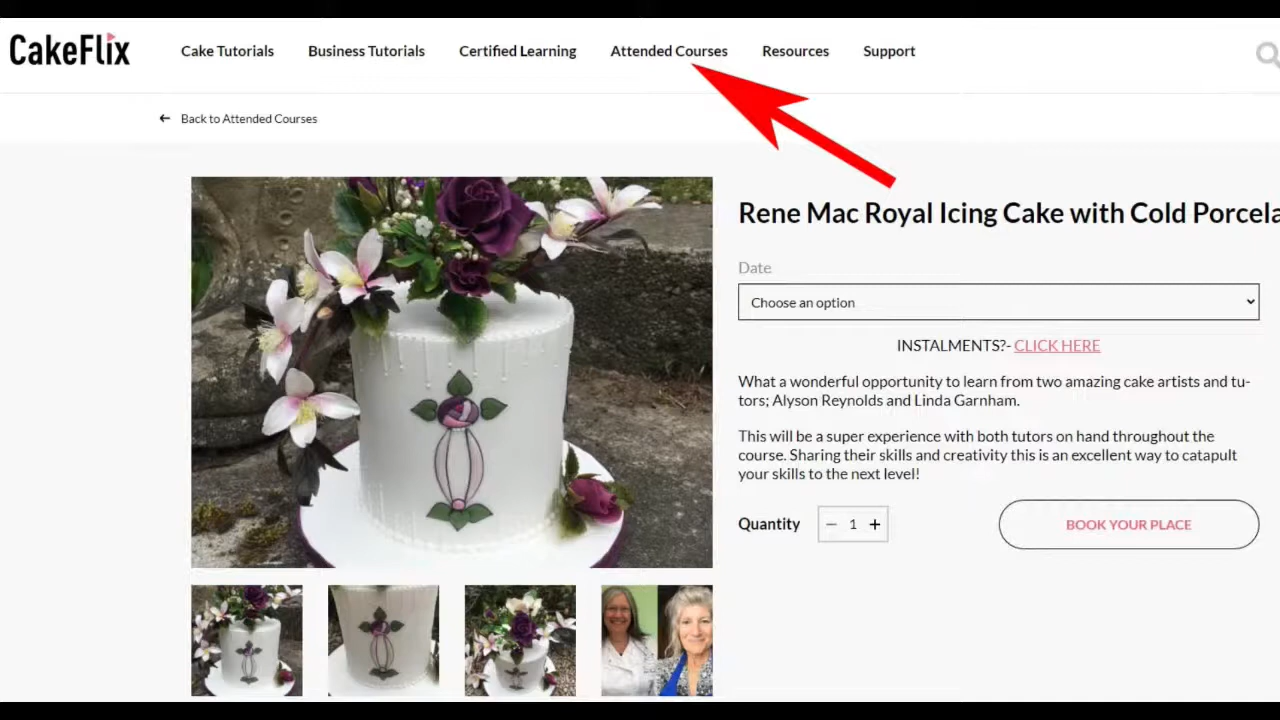 CakeFlix
Cake Tutorials
Business Tutorials
Certified Learning
Attended Courses
Resources
Support
Back to Attended Courses
Rene Mac Royal Icing Cake with Cold Porcela
Date
Choose an option
INSTALMENTS?- CLICK HERE
What a wonderful opportunity to learn from two amazing cake artists and tu-
tors; Alyson Reynolds and Linda Garnham.
This will be a super experience with both tutors on hand throughout the
course. Sharing their skills and creativity this is an excellent way to catapult
your skills to the next level!
Quantity
− 1 +
BOOK YOUR PLACE